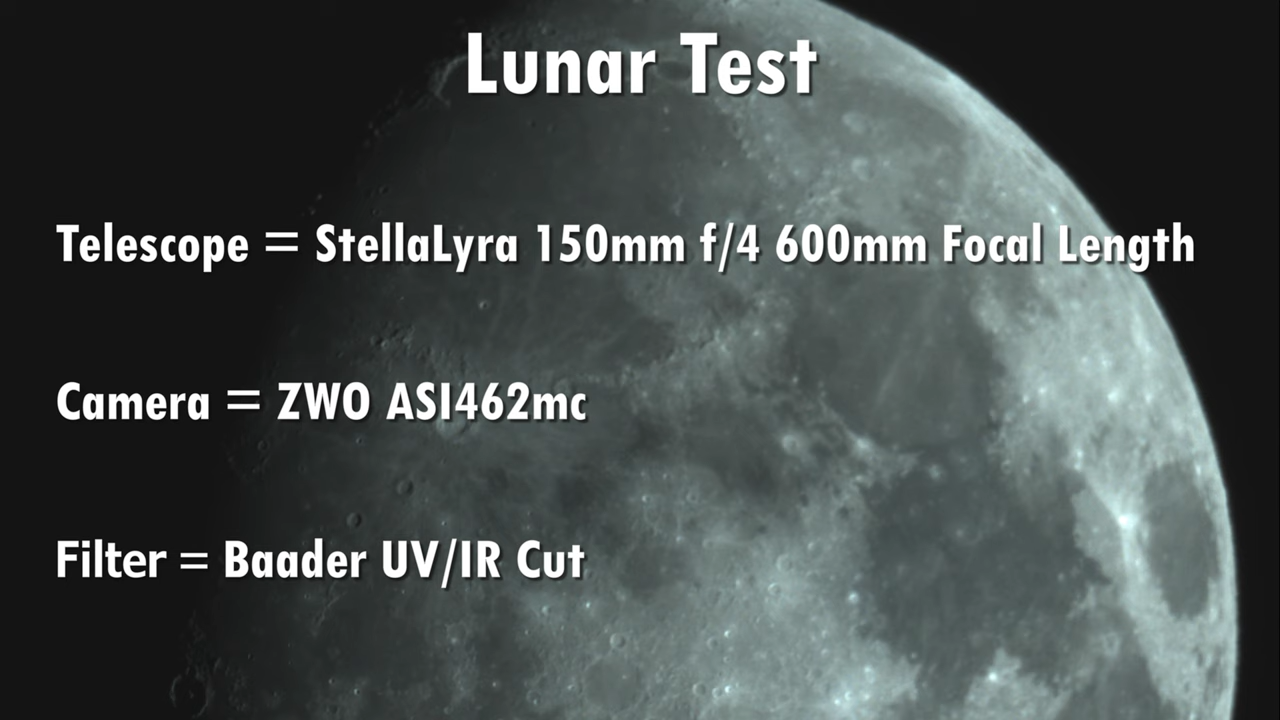 Lunar Test
Telescope = StellaLyra 150mm f/4 600mm Focal Length
Camera = ZWO ASI462mc
Filter = Baader UV/IR Cut